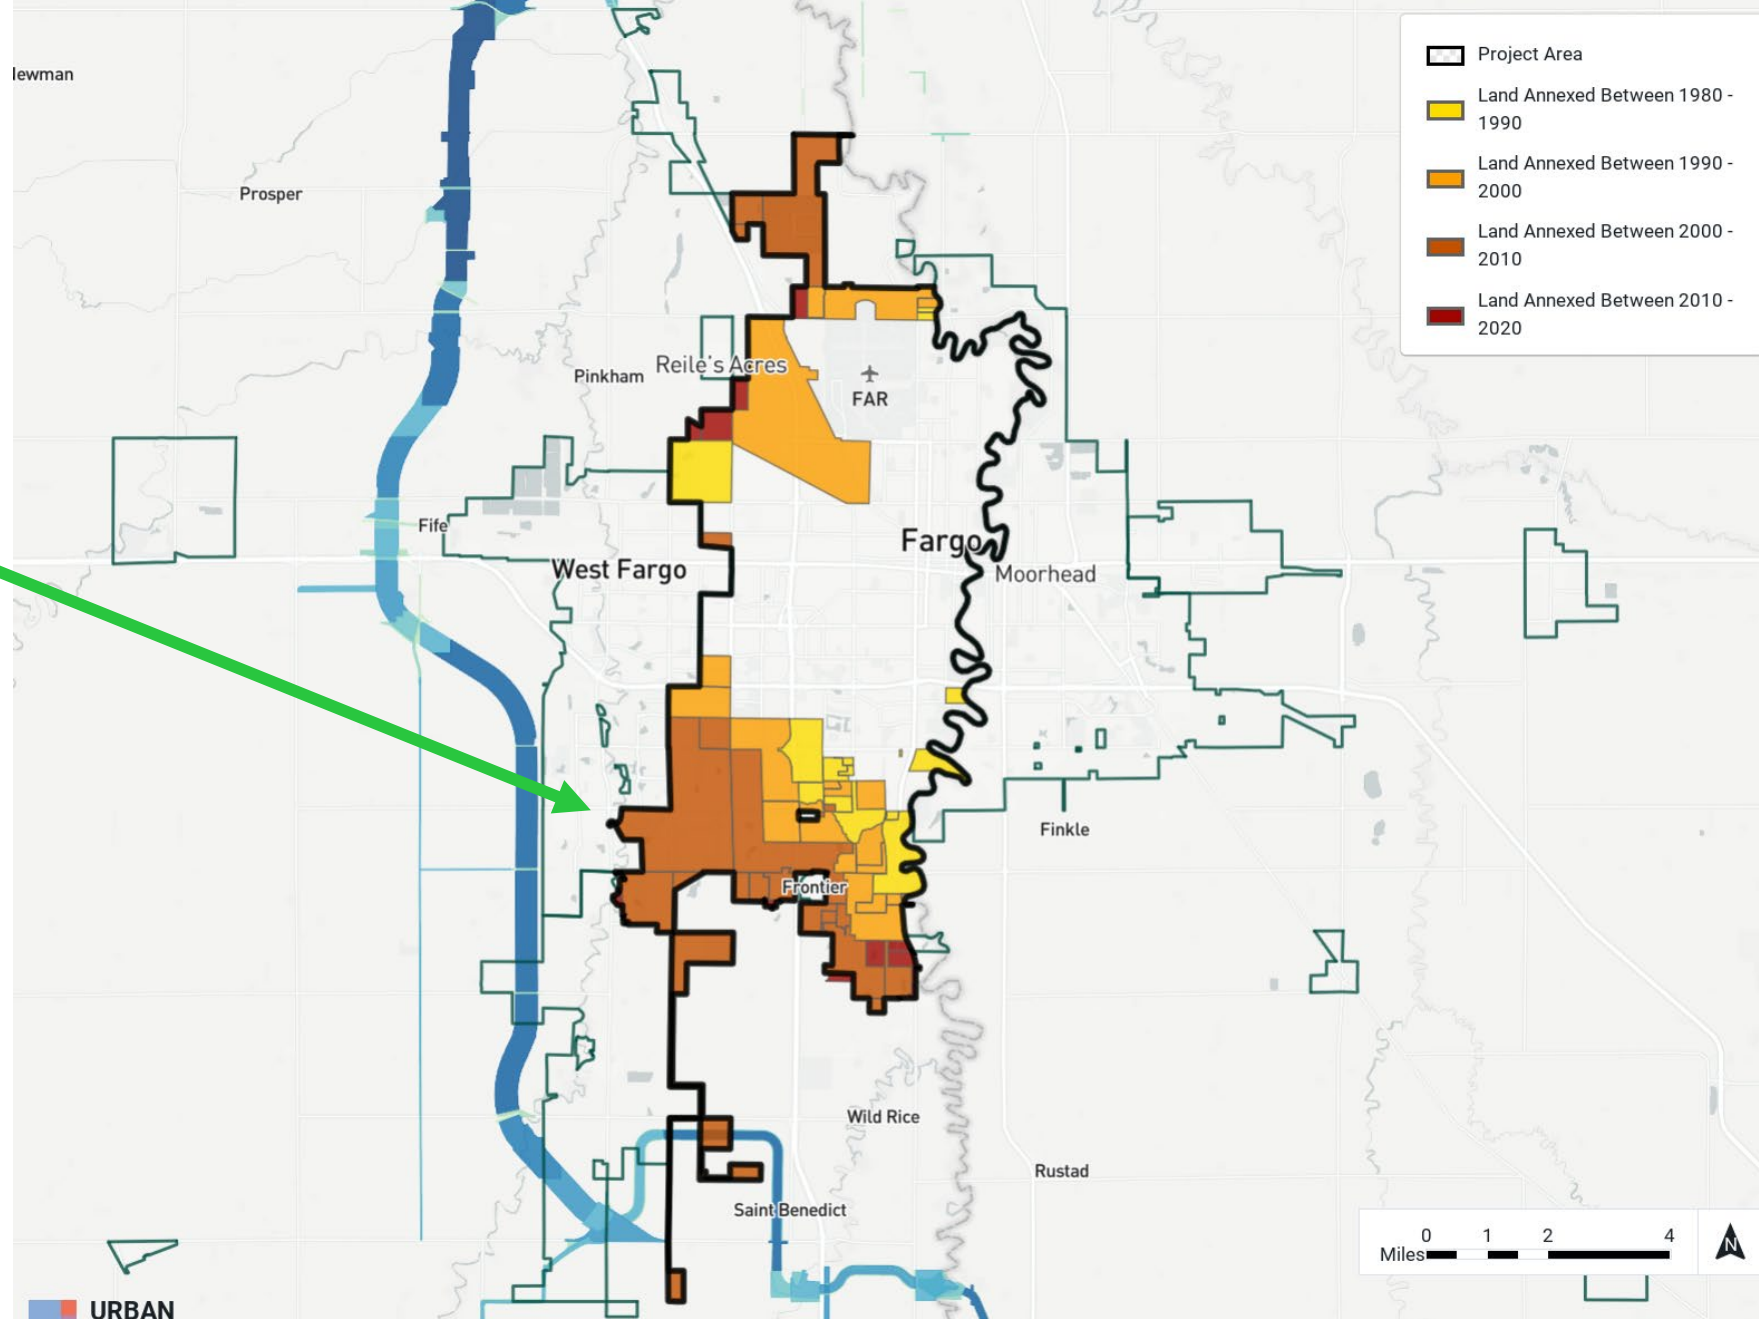 Project Area
Land Annexed Between 1980 -
1990
Land Annexed Between 1990 -
2000
Land Annexed Between 2000 -
2010
Land Annexed Between 2010 -
2020
Prosper
Pinkham
Reile's Acres
FAR
Fife
Fargo
West Fargo
Moorhead
Finkle
Frontier
Wild Rice
Rustad
Saint Benedict
0 1 2 4
Miles
N
URBAN